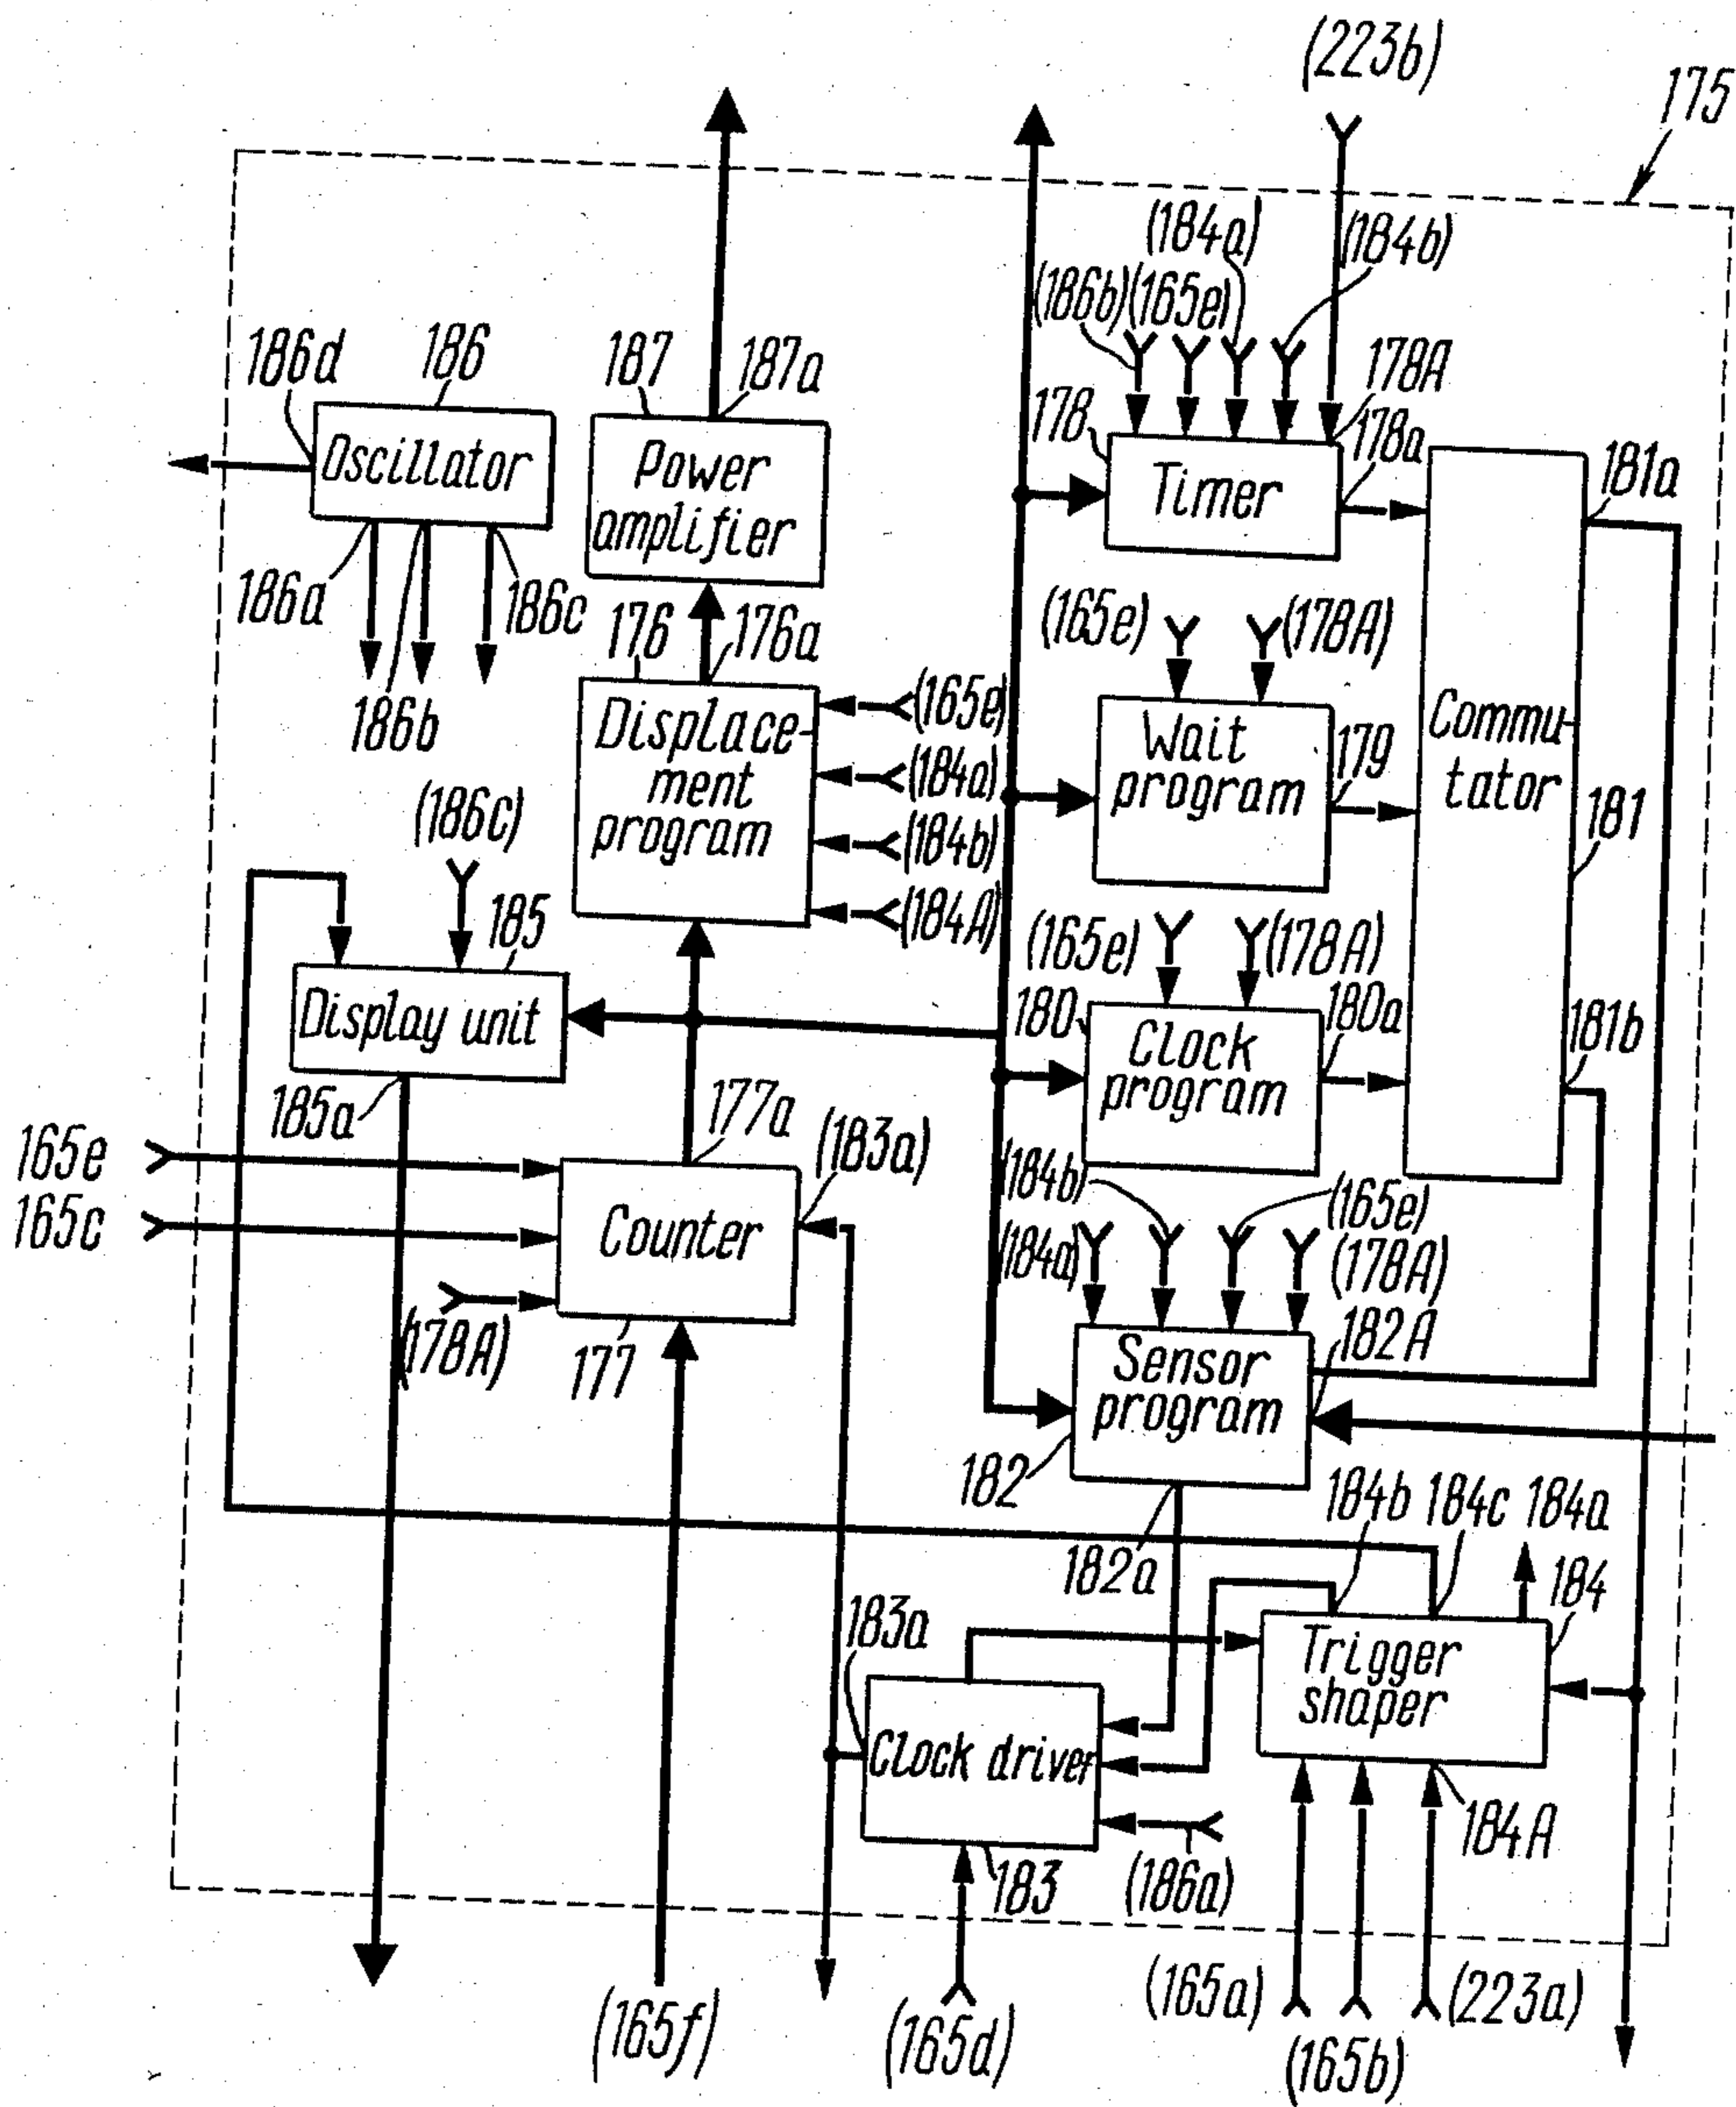 (223b)
175
(184a)
(184b)
(186b)
(165e)
186d
186
187
187a
178A
178
178a
181a
Oscillator
Power
amplifier
Timer
186a
186c
186b
176
176a
(165e)
(178A)
Displace-
ment
program
(165e)
(184a)
(184b)
(184A)
Wait
program
179
Commu-
tator
181
(186c)
185
Display unit
185a
(165e)
(178A)
180
180a
Clock
program
181b
165e
165c
177a
(183a)
Counter
(178A)
177
(184b)
(184a)
(165e)
(178A)
182A
Sensor
program
182
182a
184b
184c
184a
184
Trigger
shaper
183a
Clock driver
184A
183
(186a)
(165f)
(165d)
(165a)
(165b)
(223a)